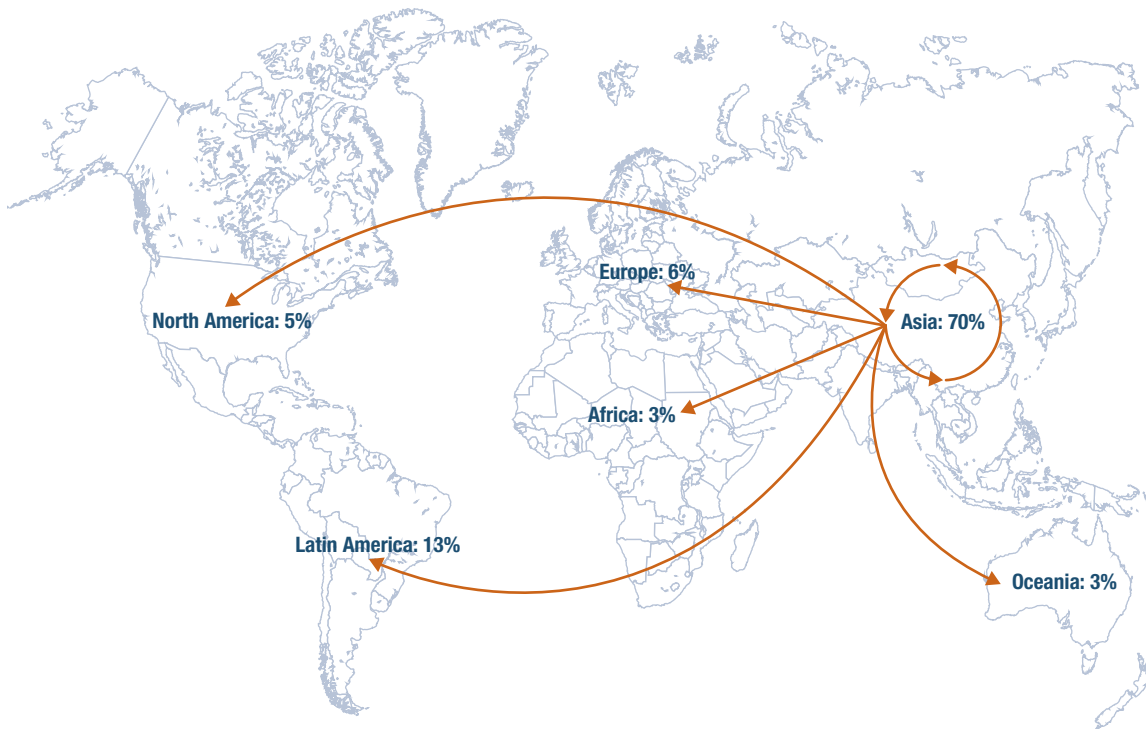 Europe: 6%
North America: 5%
Asia: 70%
Africa: 3%
Latin America: 13%
Oceania: 3%